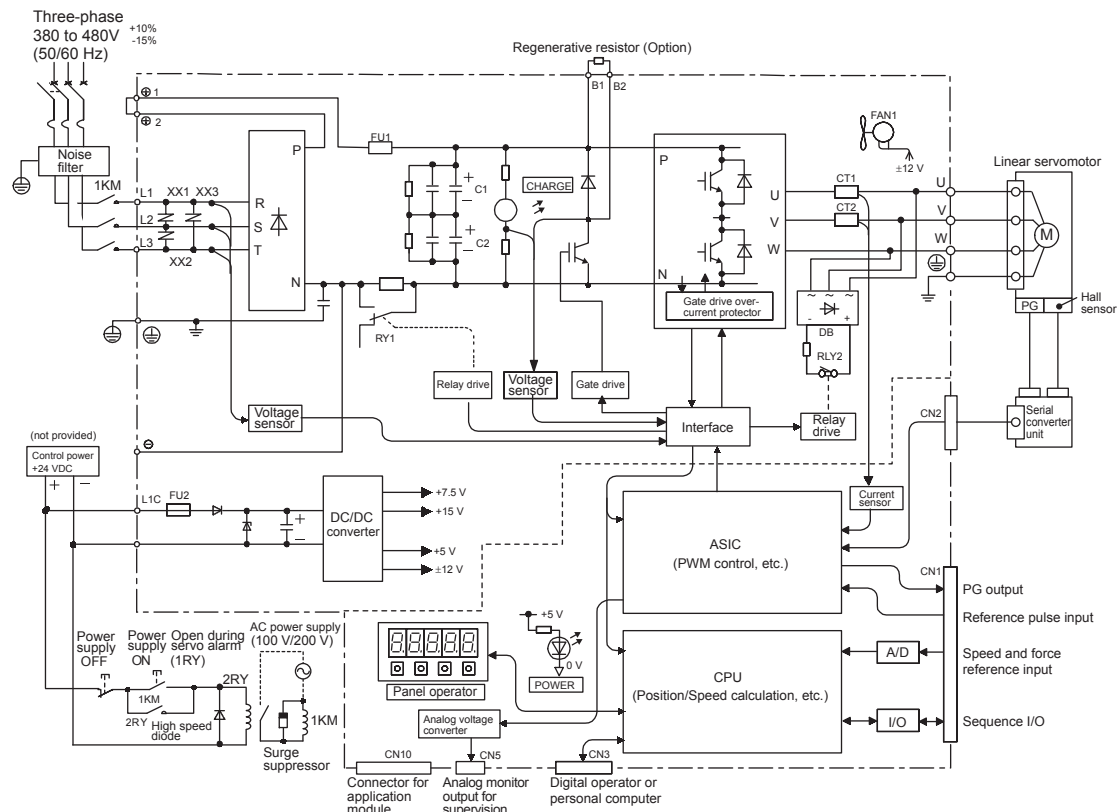 Three-phase
380 to 480V +10%
-15%
(50/60 Hz)
Regenerative resistor (Option)
B1 B2
⊕ 1
⊕ 2
FU1
FAN1
±12 V
Linear servomotor
Noise
filter
1KM
L1 XX1 XX3
L2
L3
XX2
P
R
S
T
N
+
C1
−
+
C2
−
CHARGE
P
N
U
V
W
Gate drive over-
current protector
CT1
CT2
U
V
W
M
PG
Hall
sensor
~ ~ ~
- +
DB
RLY2
RY1
Relay drive
Voltage
sensor
Gate drive
Voltage
sensor
Interface
Relay
drive
CN2
Serial
converter
unit
(not provided)
Control power
+24 VDC
+ −
⊖
L1C FU2
+
−
DC/DC
converter
+7.5 V
+15 V
+5 V
±12 V
Current
sensor
ASIC
(PWM control, etc.)
CN1
PG output
Reference pulse input
A/D
Speed and force
reference input
I/O
Sequence I/O
CPU
(Position/Speed calculation, etc.)
+5 V
0 V
POWER
8.8.8.8.8.
Panel operator
Analog voltage
converter
Power
supply
OFF
Power
supply
ON
Open during
servo alarm
(1RY)
AC power supply
(100 V/200 V)
1KM
2RY
2RY
High speed
diode
1KM
Surge
suppressor
CN10
Connector for
application
module
CN5
Analog monitor
output for
supervision
CN3
Digital operator or
personal computer